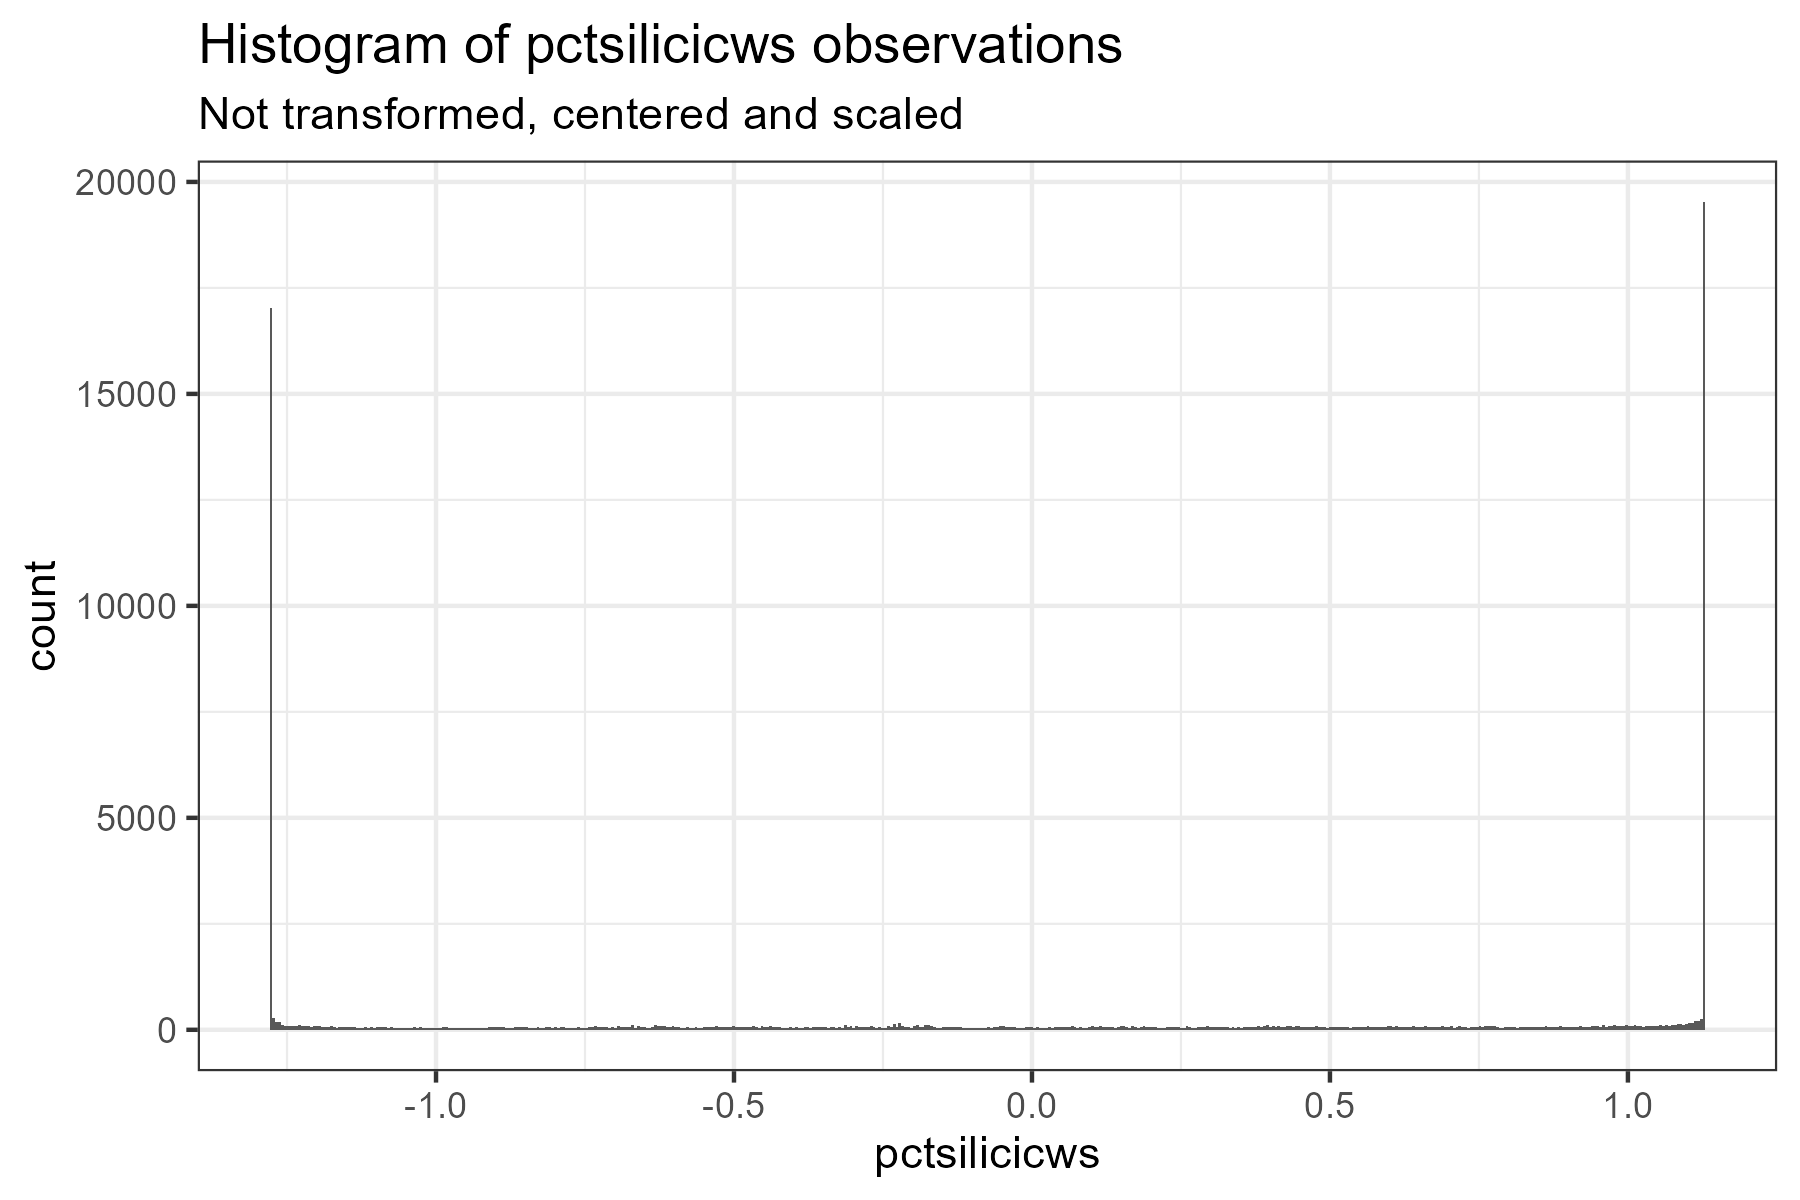 Histogram of pctsilicicws observations
Not transformed, centered and scaled
20000
15000
10000
5000
0
count
-1.0 -0.5 0.0 0.5 1.0
pctsilicicws